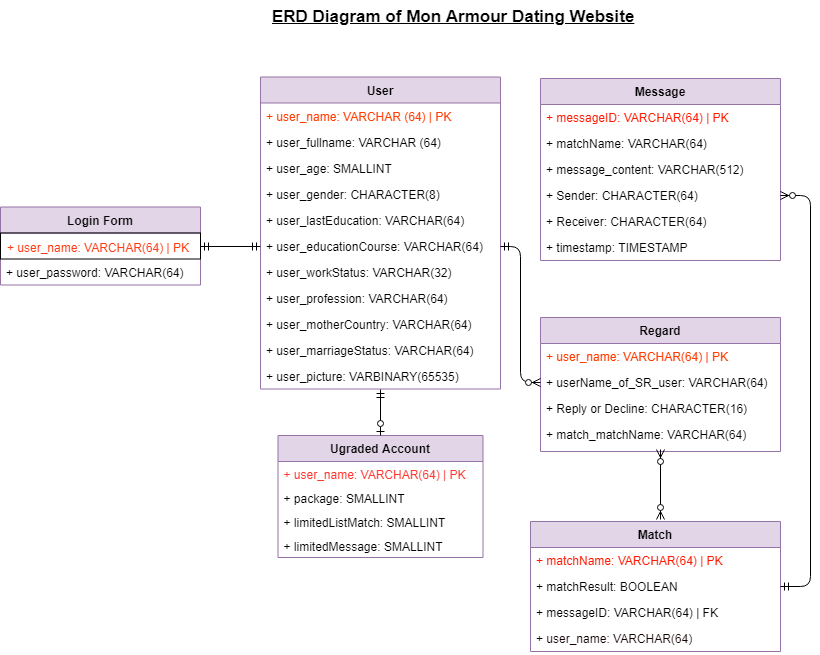 ERD Diagram of Mon Armour Dating Website
User
+ user_name: VARCHAR (64) | PK
+ user_fullname: VARCHAR (64)
+ user_age: SMALLINT
+ user_gender: CHARACTER(8)
+ user_lastEducation: VARCHAR(64)
+ user_educationCourse: VARCHAR(64)
+ user_workStatus: VARCHAR(32)
+ user_profession: VARCHAR(64)
+ user_motherCountry: VARCHAR(64)
+ user_marriageStatus: VARCHAR(64)
+ user_picture: VARBINARY(65535)
Message
+ messageID: VARCHAR(64) | PK
+ matchName: VARCHAR(64)
+ message_content: VARCHAR(512)
+ Sender: CHARACTER(64)
+ Receiver: CHARACTER(64)
+ timestamp: TIMESTAMP
Login Form
+ user_name: VARCHAR(64) | PK
+ user_password: VARCHAR(64)
Regard
+ user_name: VARCHAR(64) | PK
+ userName_of_SR_user: VARCHAR(64)
+ Reply or Decline: CHARACTER(16)
+ match_matchName: VARCHAR(64)
Ugraded Account
+ user_name: VARCHAR(64) | PK
+ package: SMALLINT
+ limitedListMatch: SMALLINT
+ limitedMessage: SMALLINT
Match
+ matchName: VARCHAR(64) | PK
+ matchResult: BOOLEAN
+ messageID: VARCHAR(64) | FK
+ user_name: VARCHAR(64)